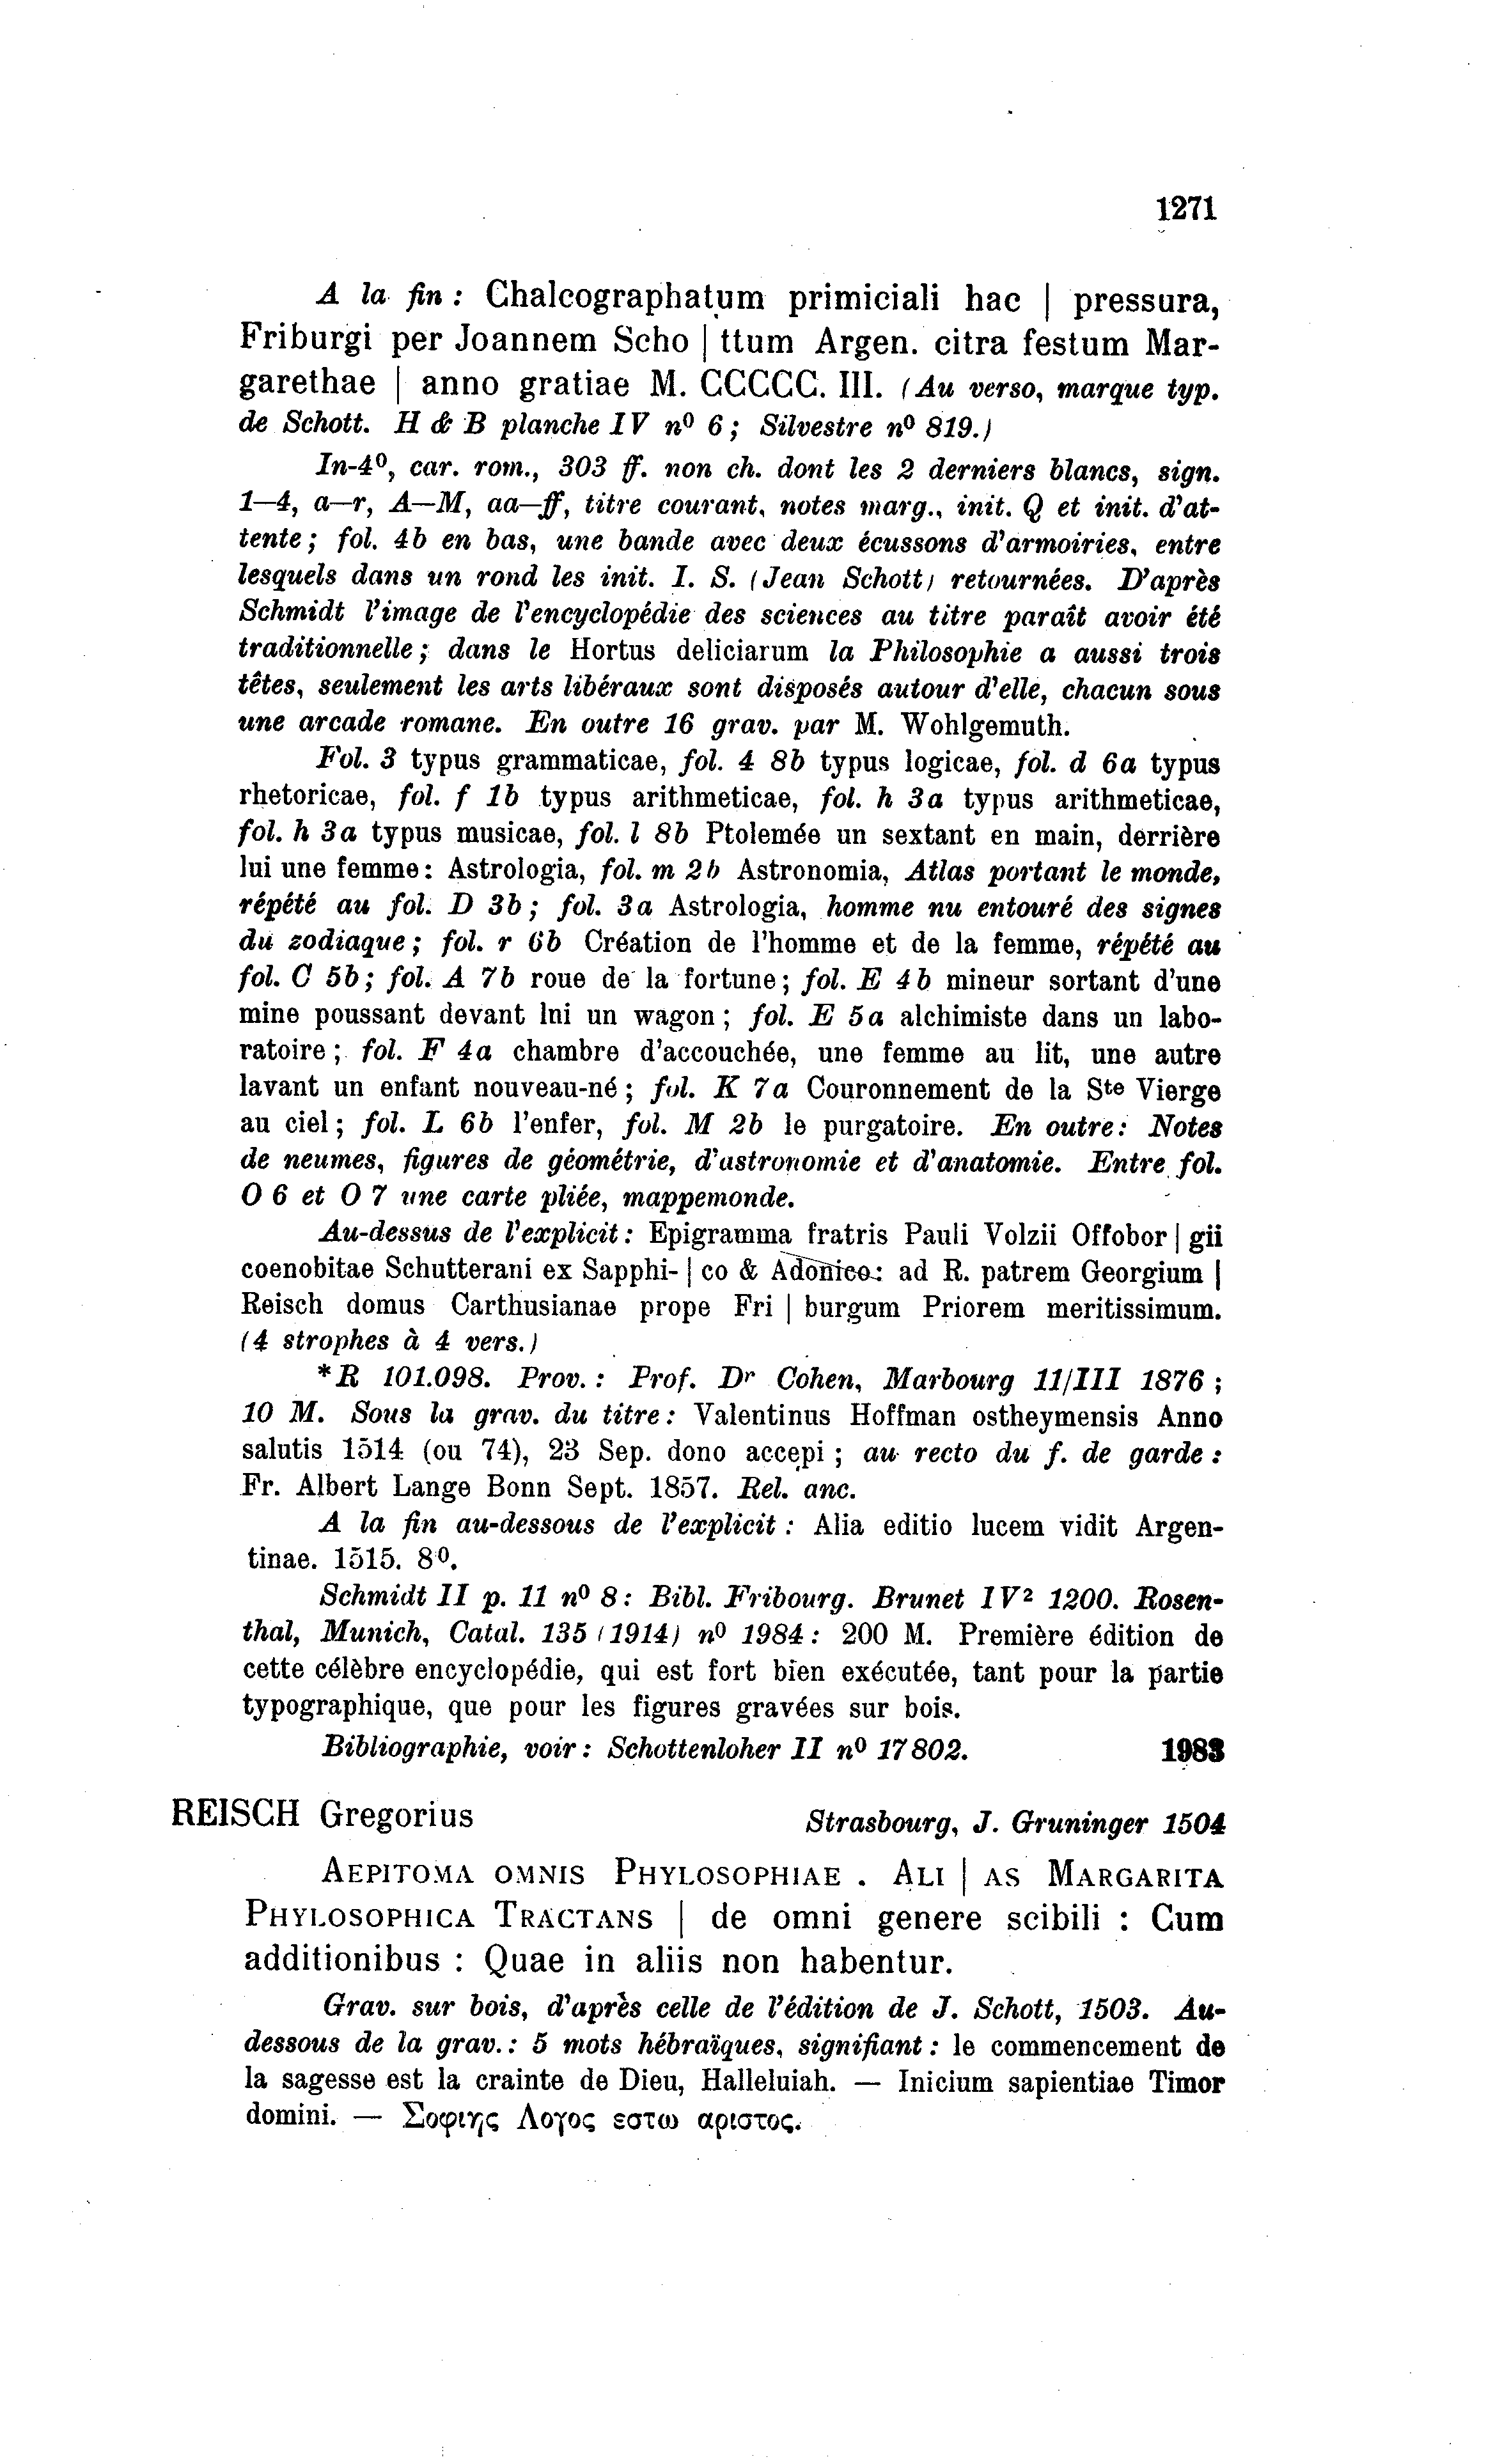 1271
A la fin : Chalcographatum primiciali hac | pressura,
Friburgi per Joannem Scho | ttum Argen. citra festum Mar-
garethae | anno gratiae M. CCCCC. III. (Au verso, marque typ.
de Schott. H & B planche IV nº 6 ; Silvestre nº 819.)
In-4º, car. rom., 303 ff. non ch. dont les 2 derniers blancs, sign.
1—4, a—r, A—M, aa—ff, titre courant, notes marg., init. Q et init. d'at-
tente ; fol. 4b en bas, une bande avec deux écussons d'armoiries, entre
lesquels dans un rond les init. I. S. (Jean Schott) retournées. D'après
Schmidt l'image de l'encyclopédie des sciences au titre paraît avoir été
traditionnelle ; dans le Hortus deliciarum la Philosophie a aussi trois
têtes, seulement les arts libéraux sont disposés autour d'elle, chacun sous
une arcade romane. En outre 16 grav. par M. Wohlgemuth.
Fol. 3 typus grammaticae, fol. 4 8b typus logicae, fol. d 6a typus
rhetoricae, fol. f 1b typus arithmeticae, fol. h 3a typus arithmeticae,
fol. h 3a typus musicae, fol. l 8b Ptolemée un sextant en main, derrière
lui une femme : Astrologia, fol. m 2b Astronomia, Atlas portant le monde,
répété au fol. D 3b ; fol. 3a Astrologia, homme nu entouré des signes
du zodiaque ; fol. r 6b Création de l'homme et de la femme, répété au
fol. C 5b ; fol. A 7b roue de la fortune ; fol. E 4b mineur sortant d'une
mine poussant devant lni un wagon ; fol. E 5a alchimiste dans un labo-
ratoire ; fol. F 4a chambre d'accouchée, une femme au lit, une autre
lavant un enfant nouveau-né ; fol. K 7a Couronnement de la Ste Vierge
au ciel ; fol. L 6b l'enfer, fol. M 2b le purgatoire. En outre : Notes
de neumes, figures de géométrie, d'astronomie et d'anatomie. Entre fol.
O 6 et O 7 une carte pliée, mappemonde.
Au-dessus de l'explicit : Epigramma fratris Pauli Volzii Offobor | gii
coenobitae Schutterani ex Sapphi- | co & Adonico : ad R. patrem Georgium |
Reisch domus Carthusianae prope Fri | burgum Priorem meritissimum.
(4 strophes à 4 vers.)
*R 101.098. Prov. : Prof. Dr Cohen, Marbourg 11/III 1876 ;
10 M. Sous la grav. du titre : Valentinus Hoffman ostheymensis Anno
salutis 1514 (ou 74), 23 Sep. dono accepi ; au recto du f. de garde :
Fr. Albert Lange Bonn Sept. 1857. Rel. anc.
A la fin au-dessous de l'explicit : Alia editio lucem vidit Argen-
tinae. 1515. 8º.
Schmidt II p. 11 nº 8 : Bibl. Fribourg. Brunet IV² 1200. Rosen-
thal, Munich, Catal. 135 (1914) nº 1984 : 200 M. Première édition de
cette célèbre encyclopédie, qui est fort bien exécutée, tant pour la partie
typographique, que pour les figures gravées sur bois.
Bibliographie, voir : Schottenloher II nº 17802. 1983
REISCH Gregorius Strasbourg, J. Gruninger 1504
AEPITOMA OMNIS PHYLOSOPHIAE . ALI | AS MARGARITA
PHYLOSOPHICA TRACTANS | de omni genere scibili : Cum
additionibus : Quae in aliis non habentur.
Grav. sur bois, d'après celle de l'édition de J. Schott, 1503. Au-
dessous de la grav. : 5 mots hébraïques, signifiant : le commencement de
la sagesse est la crainte de Dieu, Halleluiah. — Inicium sapientiae Timor
domini. — Σοφιης Λογος εστω αριστος.